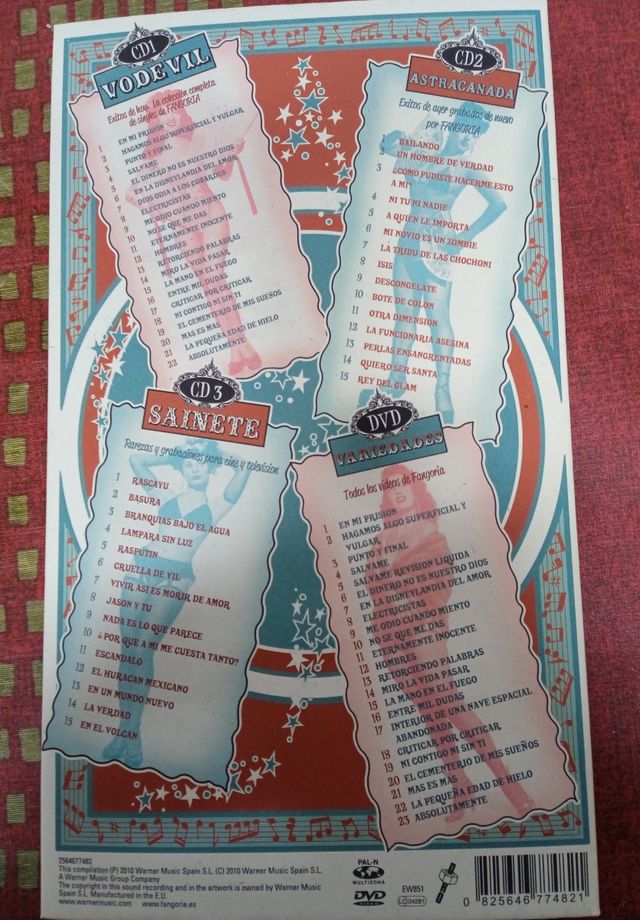 CD1
VODEVIL
Exitos de hoy. La colección completa
de singles de FANGORIA
1 EN MI PRISION
2 HAGAMOS ALGO SUPERFICIAL Y VULGAR
3 PUNTO Y FINAL
4 SALVAME
5 EL DINERO NO ES NUESTRO DIOS
6 EN LA DISNEYLANDIA DEL AMOR
7 DIOS ODIA A LOS COBARDES
8 ELECTRICISTAS
9 ME ODIO CUANDO MIENTO
10 NO SE QUE ME DAS
11 ETERNAMENTE INOCENTE
12 HOMBRES
13 RETORCIENDO PALABRAS
14 MIRO LA VIDA PASAR
15 LA MANO EN EL FUEGO
16 ENTRE MIL DUDAS
17 CRITICAR POR CRITICAR
18 NI CONTIGO NI SIN TI
19 EL CEMENTERIO DE MIS SUEÑOS
20 MAS ES MAS
21 LA PEQUEÑA EDAD DE HIELO
22 ABSOLUTAMENTE
CD2
ASTRACANADA
Exitos de ayer grabados de nuevo
por FANGORIA
1 BAILANDO
2 UN HOMBRE DE VERDAD
3 ¿COMO PUDISTE HACERME ESTO
A MI?
4 NI TU NI NADIE
5 A QUIEN LE IMPORTA
6 MI NOVIO ES UN ZOMBIE
7 LA TRIBU DE LAS CHOCHONI
8 ISIS
9 DESCONGELATE
10 BOTE DE COLON
11 OTRA DIMENSION
12 LA FUNCIONARIA ASESINA
13 PERLAS ENSANGRENTADAS
14 QUIERO SER SANTA
15 REY DEL GLAM
CD 3
SAINETE
Rarezas y grabaciones para cine y television
1 RASCAYU
2 BASURA
3 BRANQUIAS BAJO EL AGUA
4 LAMPARA SIN LUZ
5 RASPUTIN
6 CRUELLA DE VIL
7 VIVIR ASI ES MORIR DE AMOR
8 JASON Y TU
9 NADA ES LO QUE PARECE
10 ¿POR QUE A MI ME CUESTA TANTO?
11 ESCANDALO
12 EL HURACAN MEXICANO
13 EN UN MUNDO NUEVO
14 LA VERDAD
15 EN EL VOLCAN
DVD
VARIEDADES
Todos los videos de Fangoria.
1 EN MI PRISION
2 HAGAMOS ALGO SUPERFICIAL Y
VULGAR
3 PUNTO Y FINAL
4 SALVAME
5 SALVAME REVISION LIQUIDA
6 EL DINERO NO ES NUESTRO DIOS
7 EN LA DISNEYLANDIA DEL AMOR
8 ELECTRICISTAS
9 ME ODIO CUANDO MIENTO
10 NO SE QUE ME DAS
11 ETERNAMENTE INOCENTE
12 HOMBRES
13 RETORCIENDO PALABRAS
14 MIRO LA VIDA PASAR
15 LA MANO EN EL FUEGO
16 ENTRE MIL DUDAS
17 INTERIOR DE UNA NAVE ESPACIAL
ABANDONADA
18 CRITICAR POR CRITICAR
19 NI CONTIGO NI SIN TI
20 EL CEMENTERIO DE MIS SUEÑOS
21 MAS ES MAS
22 LA PEQUEÑA EDAD DE HIELO
23 ABSOLUTAMENTE
2564677482
This compilation (P) 2010 Warner Music Spain S.L. (C) 2010 Warner Music Spain S.L.
A Warner Music Group Company
The copyright in this sound recording and in the artwork is owned by Warner Music
Spain S.L. Manufactured in the E.U.
www.warnermusic.com www.fangoria.es
PAL-N
MULTIZONA
DVD
EW851
LC 04281
0 825646 774821